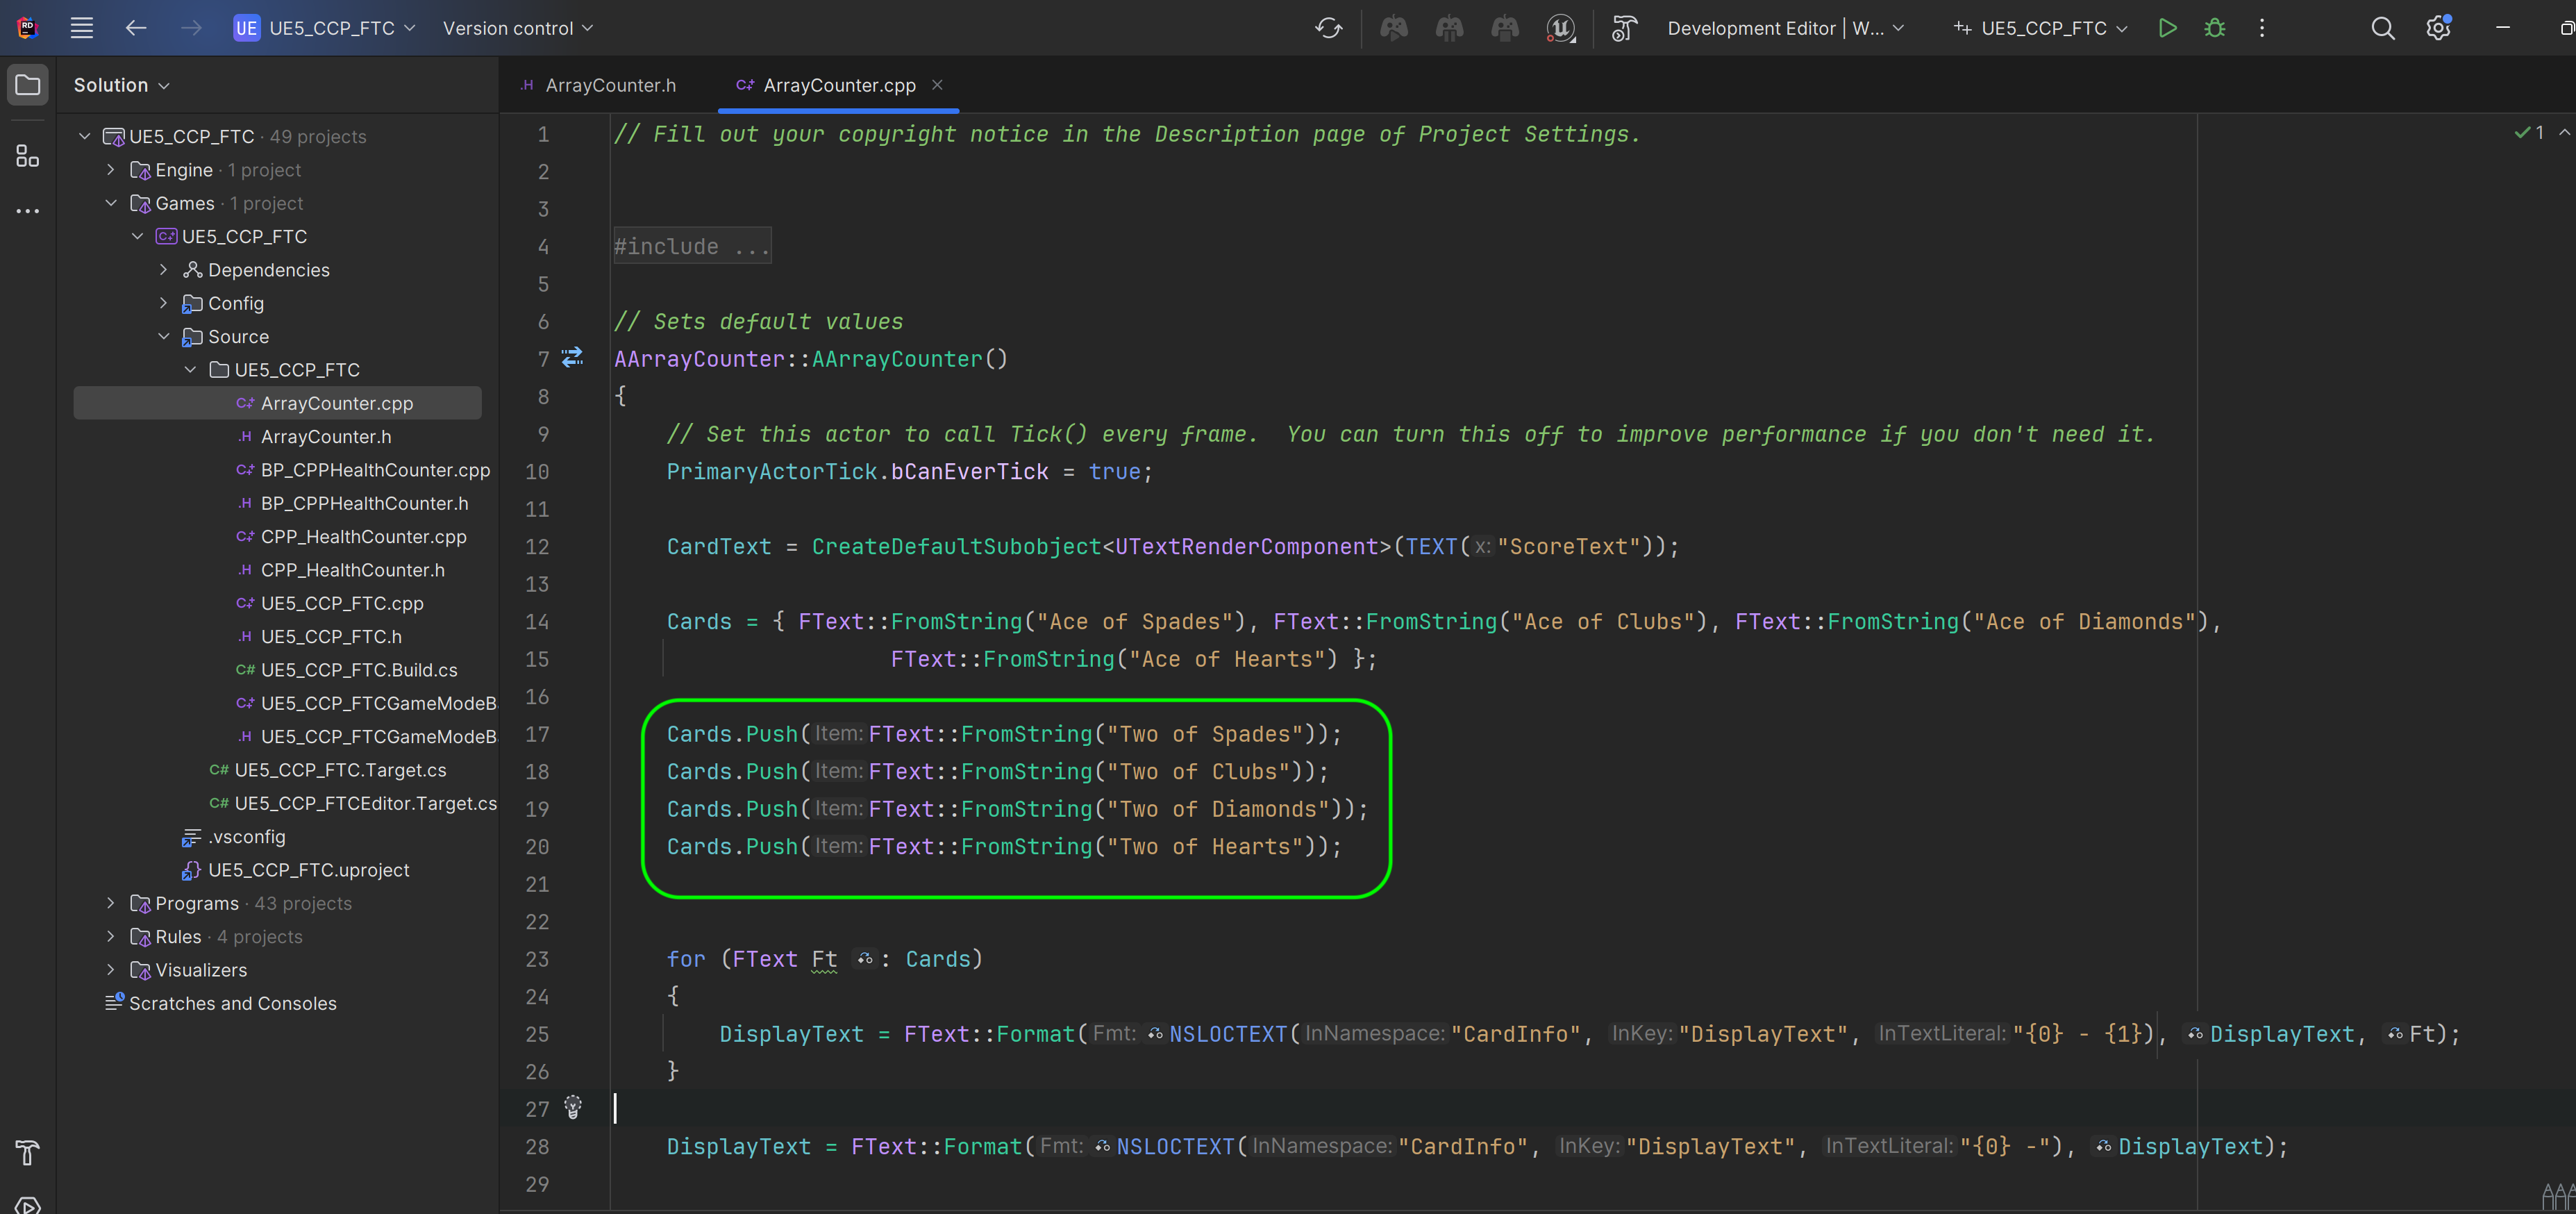 UE UE5_CCP_FTC Version control Development Editor | W... UE5_CCP_FTC
Solution
UE5_CCP_FTC · 49 projects
Engine · 1 project
Games · 1 project
UE5_CCP_FTC
Dependencies
Config
Source
UE5_CCP_FTC
C++ ArrayCounter.cpp
.H ArrayCounter.h
C++ BP_CPPHealthCounter.cpp
.H BP_CPPHealthCounter.h
C++ CPP_HealthCounter.cpp
.H CPP_HealthCounter.h
C++ UE5_CCP_FTC.cpp
.H UE5_CCP_FTC.h
C# UE5_CCP_FTC.Build.cs
C++ UE5_CCP_FTCGameModeB
.H UE5_CCP_FTCGameModeB
C# UE5_CCP_FTC.Target.cs
C# UE5_CCP_FTCEditor.Target.cs
.vsconfig
UE5_CCP_FTC.uproject
Programs · 43 projects
Rules · 4 projects
Visualizers
Scratches and Consoles
.H ArrayCounter.h C++ ArrayCounter.cpp
1 // Fill out your copyright notice in the Description page of Project Settings. 1
2
3
4 #include ...
5
6 // Sets default values
7 AArrayCounter::AArrayCounter()
8 {
9 // Set this actor to call Tick() every frame.  You can turn this off to improve performance if you don't need it.
10 PrimaryActorTick.bCanEverTick = true;
11
12 CardText = CreateDefaultSubobject<UTextRenderComponent>(TEXT( x: "ScoreText"));
13
14 Cards = { FText::FromString("Ace of Spades"), FText::FromString("Ace of Clubs"), FText::FromString("Ace of Diamonds"),
15 FText::FromString("Ace of Hearts") };
16
17 Cards.Push( Item: FText::FromString("Two of Spades"));
18 Cards.Push( Item: FText::FromString("Two of Clubs"));
19 Cards.Push( Item: FText::FromString("Two of Diamonds"));
20 Cards.Push( Item: FText::FromString("Two of Hearts"));
21
22
23 for (FText Ft : Cards)
24 {
25 DisplayText = FText::Format( Fmt: NSLOCTEXT( InNamespace: "CardInfo", InKey: "DisplayText", InTextLiteral: "{0} - {1}), DisplayText, Ft);
26 }
27
28 DisplayText = FText::Format( Fmt: NSLOCTEXT( InNamespace: "CardInfo", InKey: "DisplayText", InTextLiteral: "{0} -"), DisplayText);
29